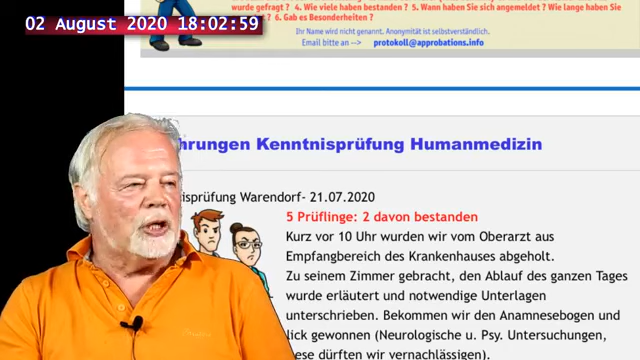 02 August 2020 18:02:59
wurde gefragt ? 4. Wie viele haben bestanden ? 5. Wann haben Sie sich angemeldet ? Wie lange haben Sie
? 6. Gab es Besonderheiten ?
Ihr Name wird nicht genannt. Anonymität ist selbstverständlich.
Email bitte an --> protokoll@approbations.info
hrungen Kenntnisprüfung Humanmedizin
isprüfung Warendorf- 21.07.2020
5 Prüflinge: 2 davon bestanden
Kurz vor 10 Uhr wurden wir vom Oberarzt aus
Empfangbereich des Krankenhauses abgeholt.
Zu seinem Zimmer gebracht, den Ablauf des ganzen Tages
wurde erläutert und notwendige Unterlagen
unterschrieben. Bekommen wir den Anamnesebogen und
lick gewonnen (Neurologische u. Psy. Untersuchungen,
ese dürften wir vernachlässigen).